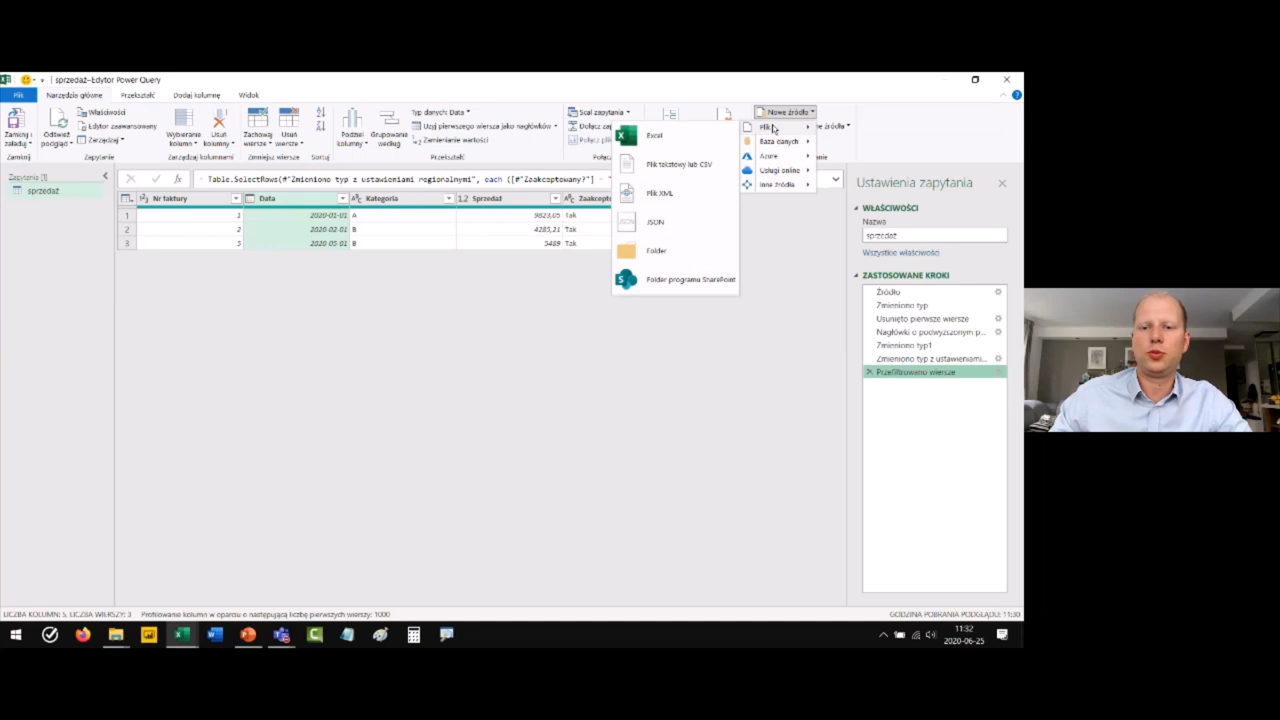 sprzedaż–Edytor Power Query
Plik
Narzędzia główne
Przekształć
Dodaj kolumnę
Widok
Zamknij i załaduj
Odśwież podgląd
Właściwości
Edytor zaawansowany
Zarządzaj
Wybieranie kolumn
Usuń kolumny
Zachowaj wiersze
Usuń wiersze
Podziel kolumny
Grupowanie według
Typ danych: Data
Użyj pierwszego wiersza jako nagłówków
Zamienianie wartości
Scal zapytania
Nowe źródło
Zamknij
Zapytanie
Zarządzaj kolumnami
Zmniejsz wiersze
Sortuj
Przekształć
Plik
Baza danych
Azure
Usługi online
Inne źródła
Excel
Plik tekstowy lub CSV
Plik XML
JSON
Folder
Folder programu SharePoint
Zapytania [1]
sprzedaż
Table.SelectRows(#"Zmieniono typ z ustawieniami regionalnymi", each ([#"Zaakceptowany?"] =
Nr faktury Data Kategoria Sprzedaż
1 1 2020-01-01 A 9823,05 Tak
2 2 2020-02-01 B 4285,21 Tak
3 5 2020-05-01 B 5489 Tak
Ustawienia zapytania
WŁAŚCIWOŚCI
Nazwa
sprzedaż
Wszystkie właściwości
ZASTOSOWANE KROKI
Źródło
Zmieniono typ
Usunięto pierwsze wiersze
Nagłówki o podwyższonym p...
Zmieniono typ1
Zmieniono typ z ustawieniami...
Przefiltrowano wiersze
LICZBA KOLUMN: 5, LICZBA WIERSZY: 3 Profilowanie kolumn w oparciu o następującą liczbę pierwszych wierszy: 1000
GODZINA POBRANIA PODGLĄDU: 11:30
11:32
2020-06-25